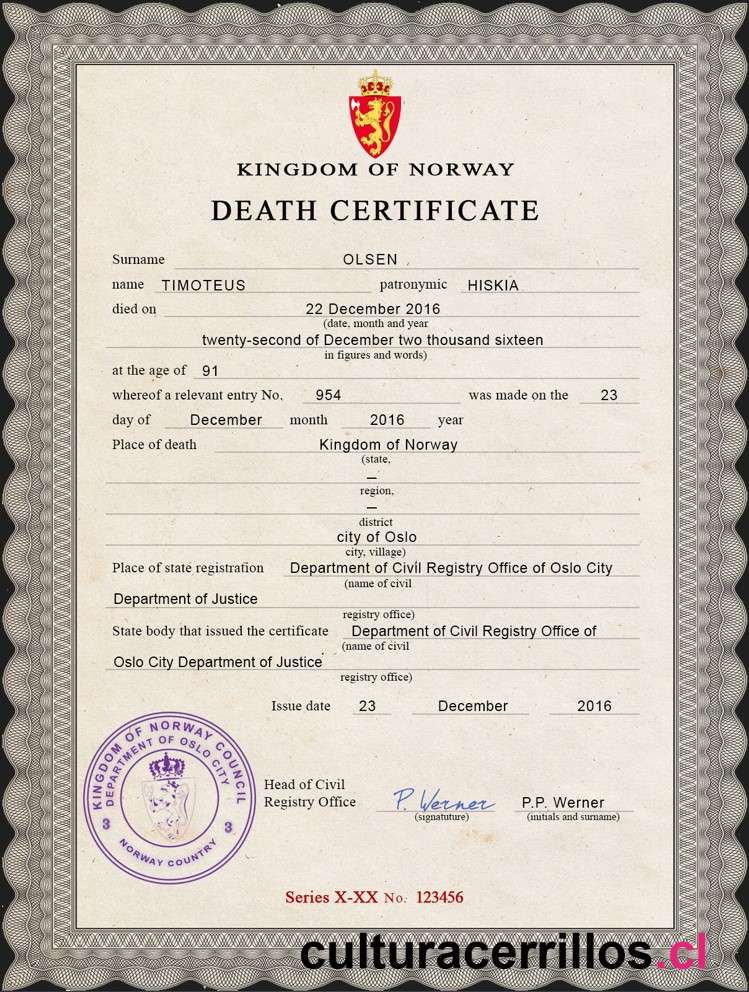 KINGDOM OF NORWAY
DEATH CERTIFICATE
Surname OLSEN
name TIMOTEUS patronymic HISKIA
died on 22 December 2016
(date, month and year
twenty-second of December two thousand sixteen
in figures and words)
at the age of 91
whereof a relevant entry No, 954 was made on the 23
day of December month 2016 year
Place of death Kingdom of Norway
(state,
–
region,
–
district
city of Oslo
city, village)
Place of state registration Department of Civil Registry Office of Oslo City
(name of civil
Department of Justice
registry office)
State body that issued the certificate Department of Civil Registry Office of
(name of civil
Oslo City Department of Justice
registry office)
Issue date 23 December 2016
KINGDOM OF NORWAY COUNCIL
DEPARTMENT OF OSLO CITY
3 3
NORWAY COUNTRY
Head of Civil
Registry Office P. Werner P.P. Werner
(signatuture) (initials and surname)
Series X-XX No. 123456
culturacerrillos.cl